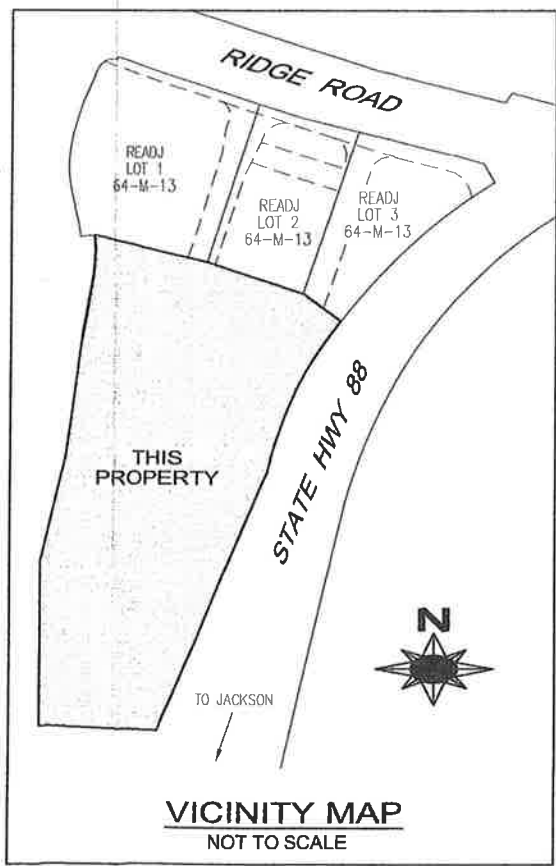 RIDGE ROAD
READJ
LOT 1
64-M-13
READJ
LOT 2
64-M-13
READJ
LOT 3
64-M-13
THIS
PROPERTY
STATE HWY 88
N
TO JACKSON
VICINITY MAP
NOT TO SCALE